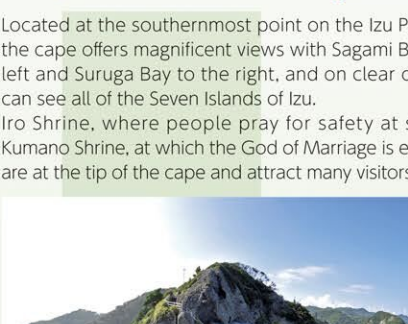 Located at the southernmost point on the Izu P
the cape offers magnificent views with Sagami B
left and Suruga Bay to the right, and on clear
can see all of the Seven Islands of Izu.
Iro Shrine, where people pray for safety at
Kumano Shrine, at which the God of Marriage is e
are at the tip of the cape and attract many visitors